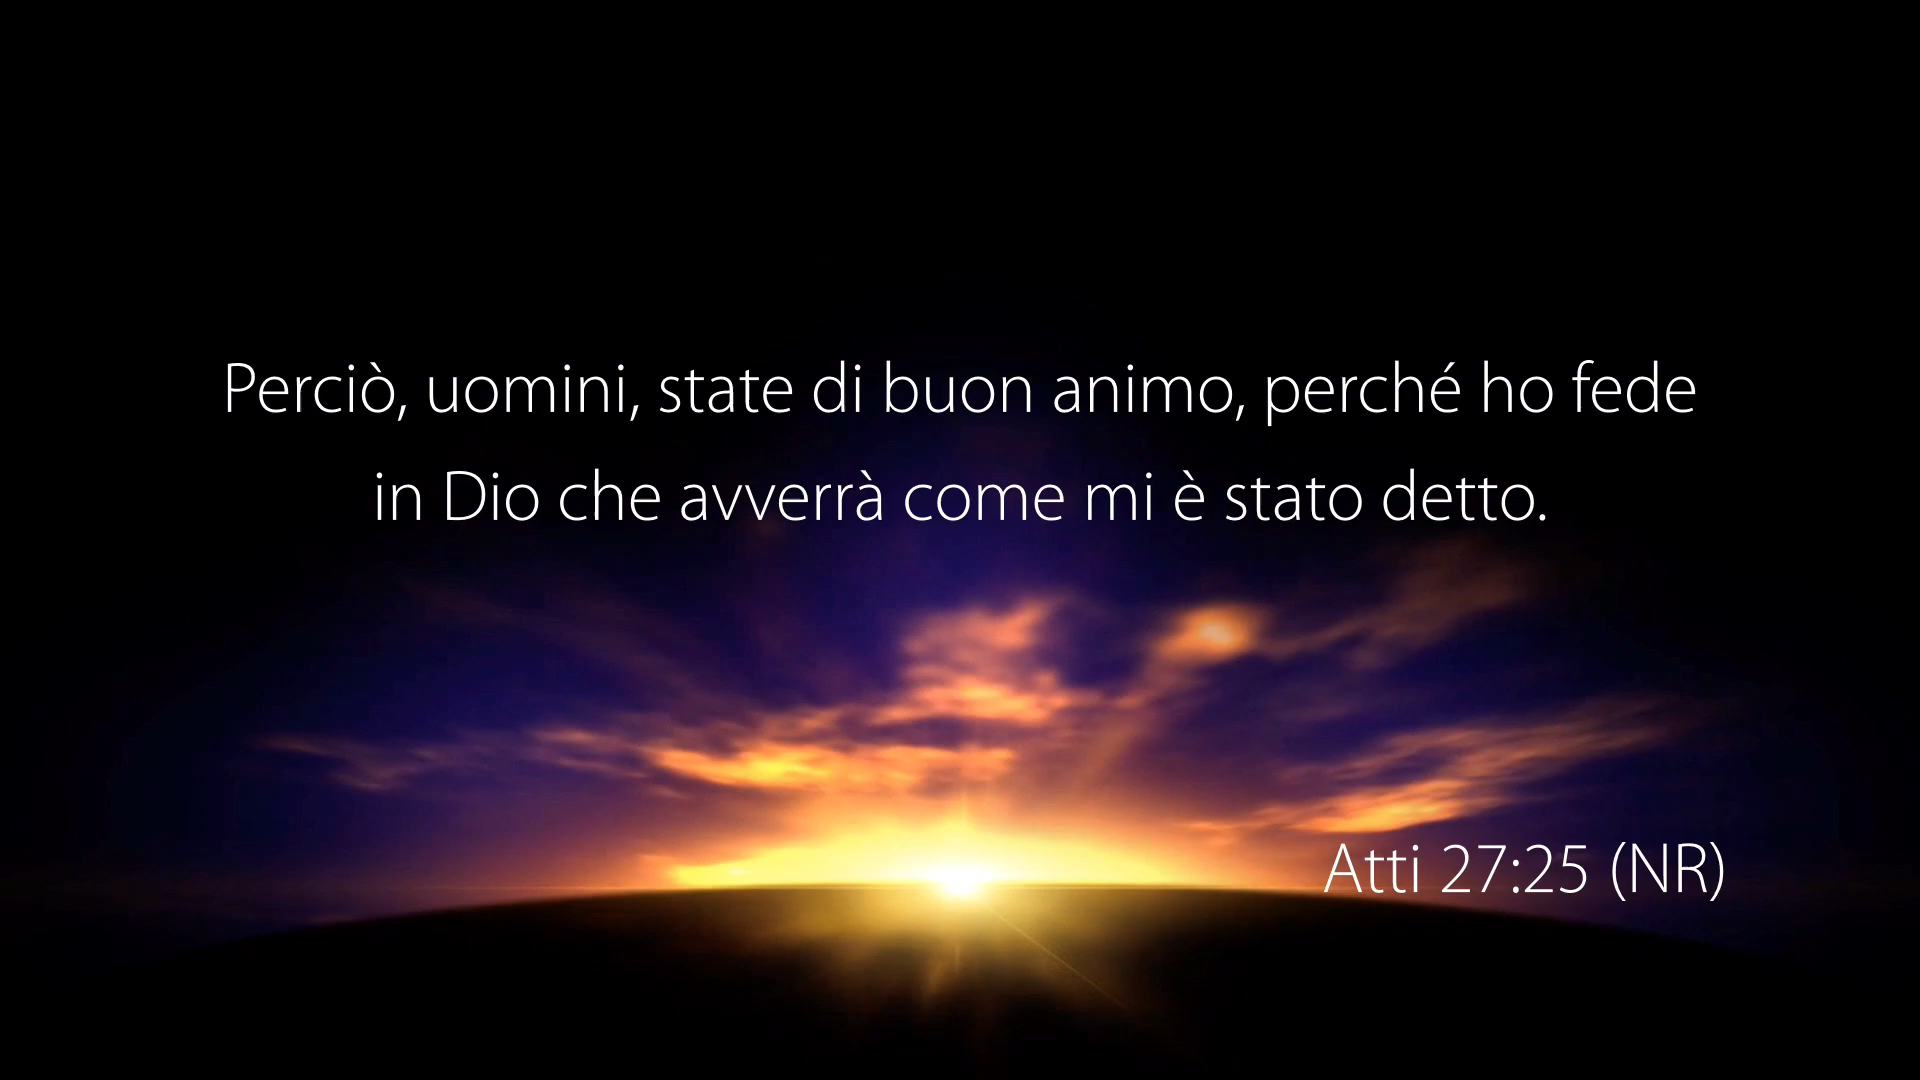 Perciò, uomini, state di buon animo, perché ho fede
in Dio che avverrà come mi è stato detto.
Atti 27:25 (NR)